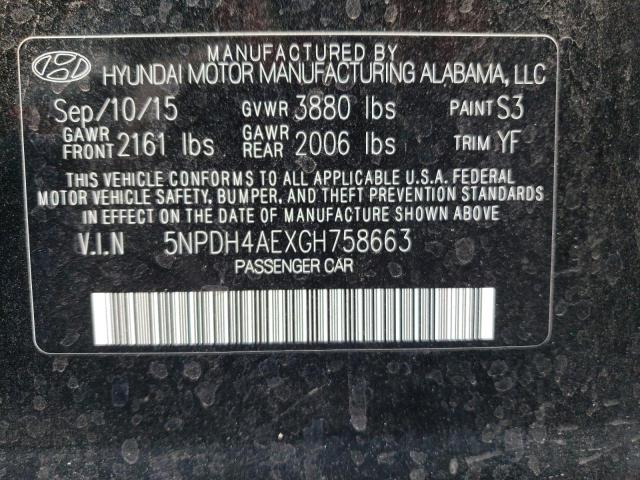 MANUFACTURED BY
HYUNDAI MOTOR MANUFACTURING ALABAMA, LLC
Sep/10/15 GVWR 3880 lbs PAINT S3
GAWR FRONT 2161 lbs GAWR REAR 2006 lbs TRIM YF
THIS VEHICLE CONFORMS TO ALL APPLICABLE U.S.A. FEDERAL
MOTOR VEHICLE SAFETY, BUMPER, AND THEFT PREVENTION STANDARDS
IN EFFECT ON THE DATE OF MANUFACTURE SHOWN ABOVE.
V.I.N 5NPDH4AEXGH758663
PASSENGER CAR